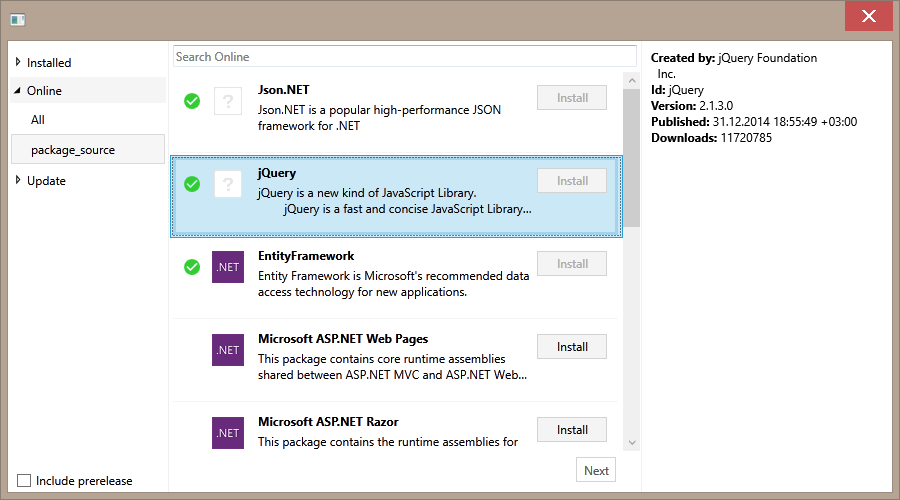 Installed
Online
All
package_source
Update
Include prerelease
Search Online
Json.NET
Json.NET is a popular high-performance JSON
framework for .NET
Install
?
jQuery
jQuery is a new kind of JavaScript Library.
jQuery is a fast and concise JavaScript Library...
Install
?
.NET
EntityFramework
Entity Framework is Microsoft's recommended data
access technology for new applications.
Install
.NET
Microsoft ASP.NET Web Pages
This package contains core runtime assemblies
shared between ASP.NET MVC and ASP.NET Web...
Install
.NET
Microsoft ASP.NET Razor
This package contains the runtime assemblies for
Install
Next
Created by: jQuery Foundation
Inc.
Id: jQuery
Version: 2.1.3.0
Published: 31.12.2014 18:55:49 +03:00
Downloads: 11720785